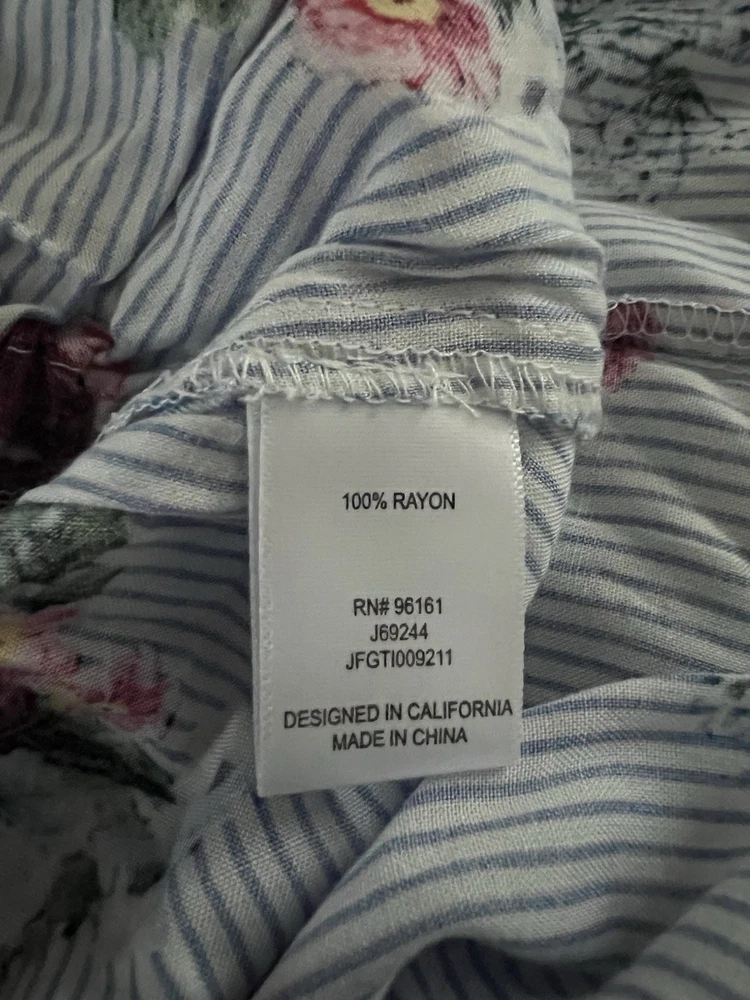 100% RAYON
RN# 96161
J69244
JFGTI009211
DESIGNED IN CALIFORNIA
MADE IN CHINA